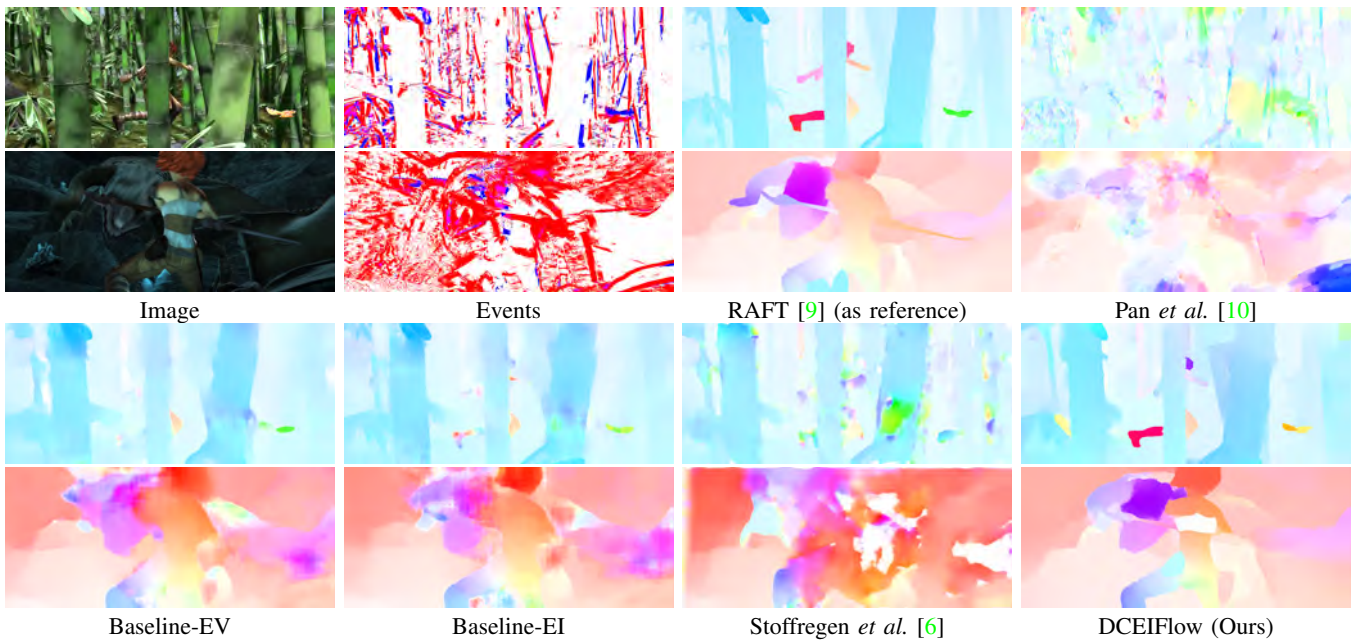 Image
Events
RAFT [9] (as reference)
Pan et al. [10]
Baseline-EV
Baseline-EI
Stoffregen et al. [6]
DCEIFlow (Ours)